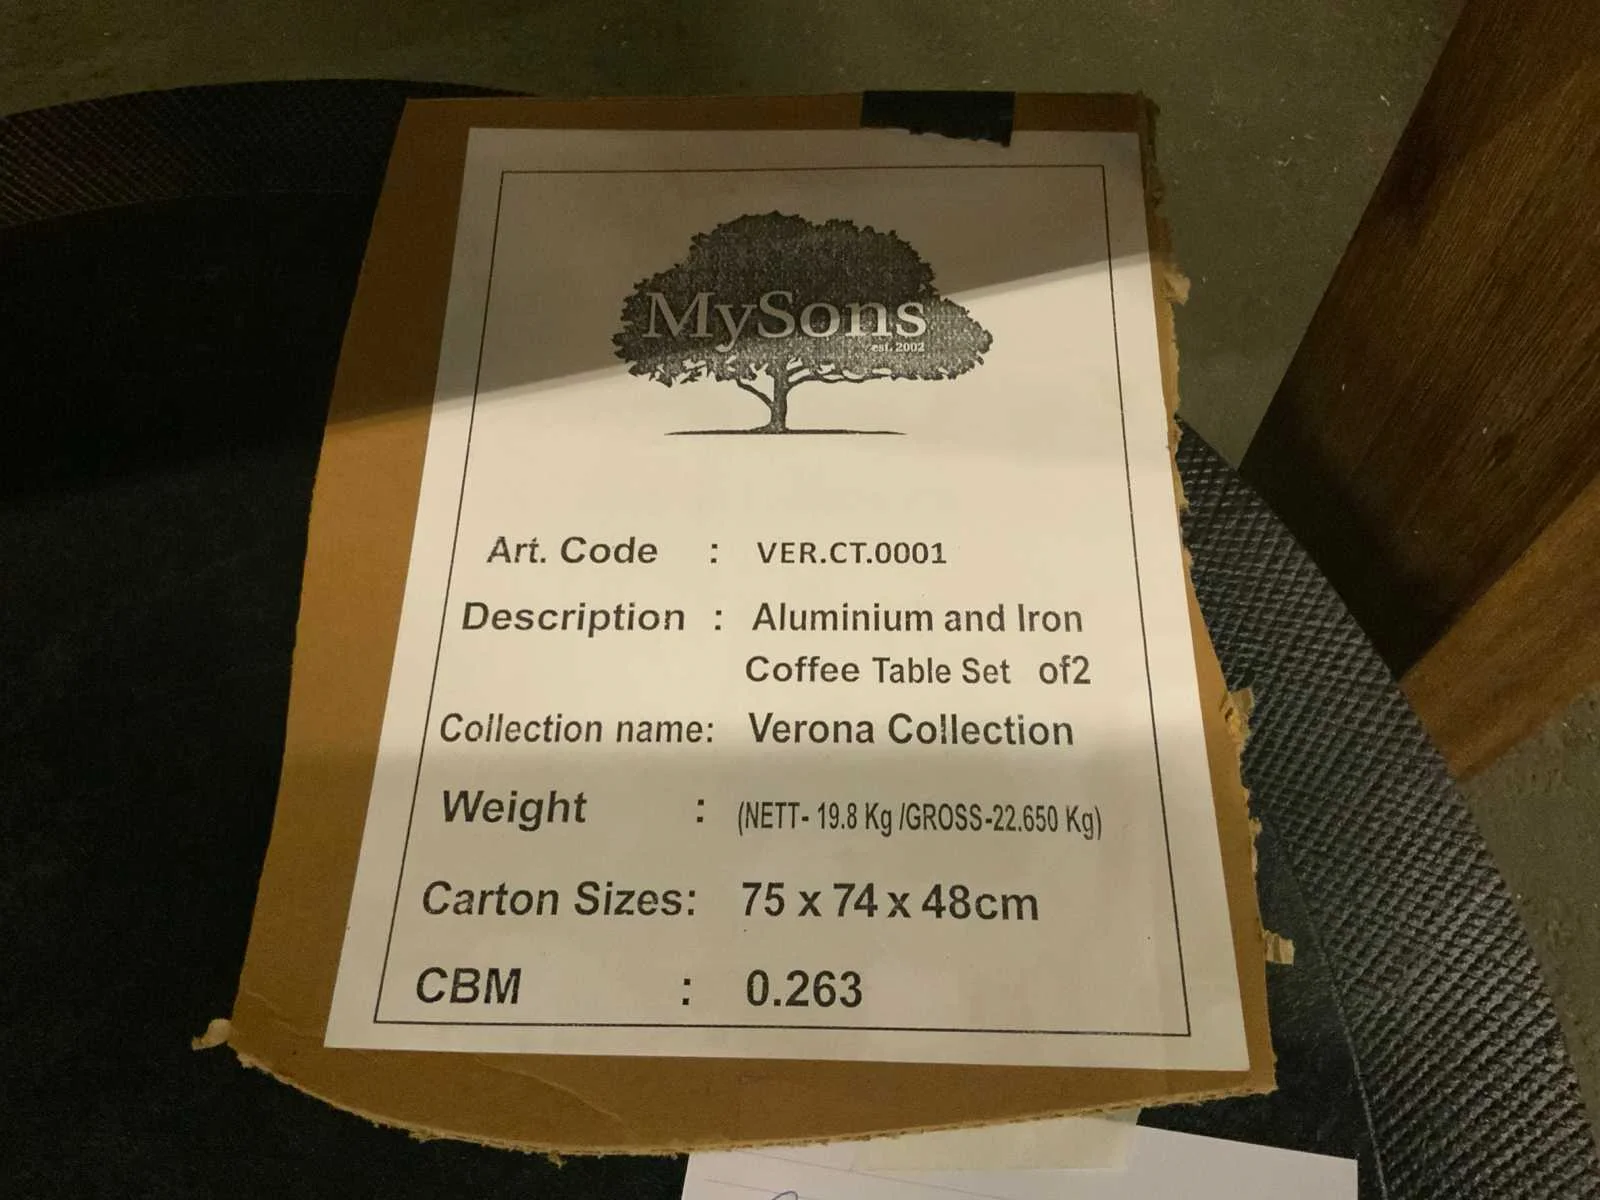 MySons
est. 2002
Art. Code : VER.CT.0001
Description : Aluminium and Iron
Coffee Table Set of2
Collection name: Verona Collection
Weight : (NETT- 19.8 Kg /GROSS-22.650 Kg)
Carton Sizes: 75 x 74 x 48cm
CBM : 0.263